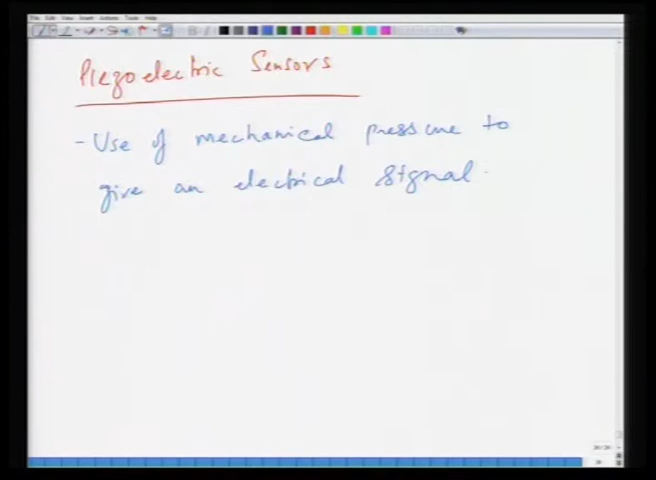 Piezoelectric Sensors
- Use of mechanical pressure to
give an electrical signal.